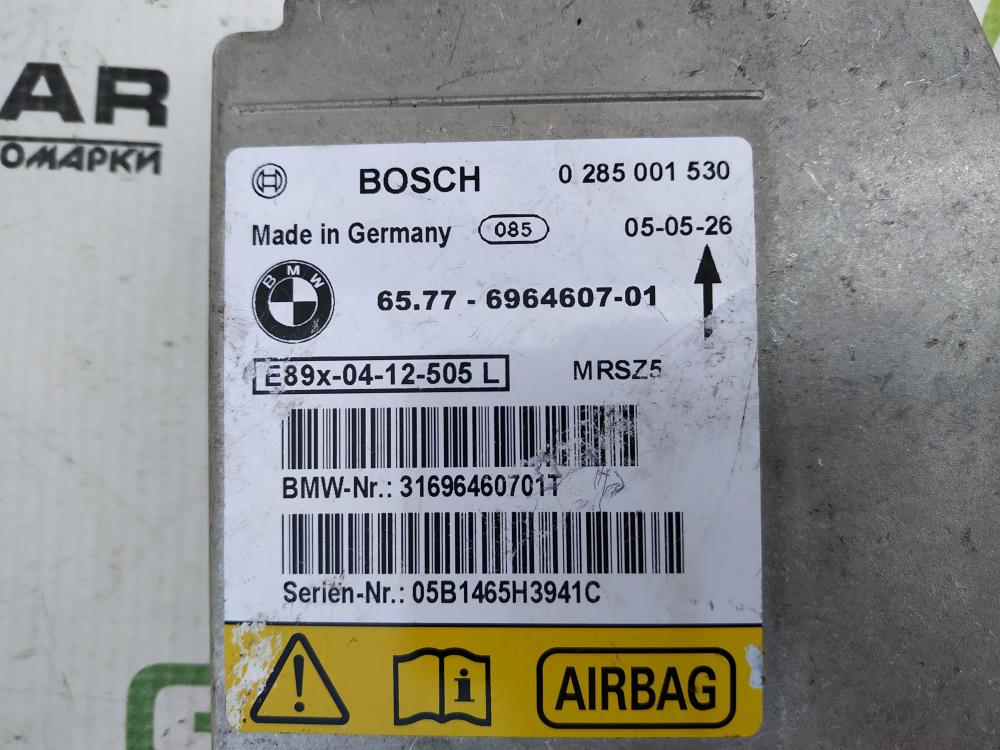 AR
ОМАРКИ
BOSCH 0 285 001 530
Made in Germany 085 05-05-26
BMW
65.77 - 6964607-01
E89x-04-12-505 L MRSZ5
BMW-Nr.: 31696460701T
Serien-Nr.: 05B1465H3941C
! i AIRBAG